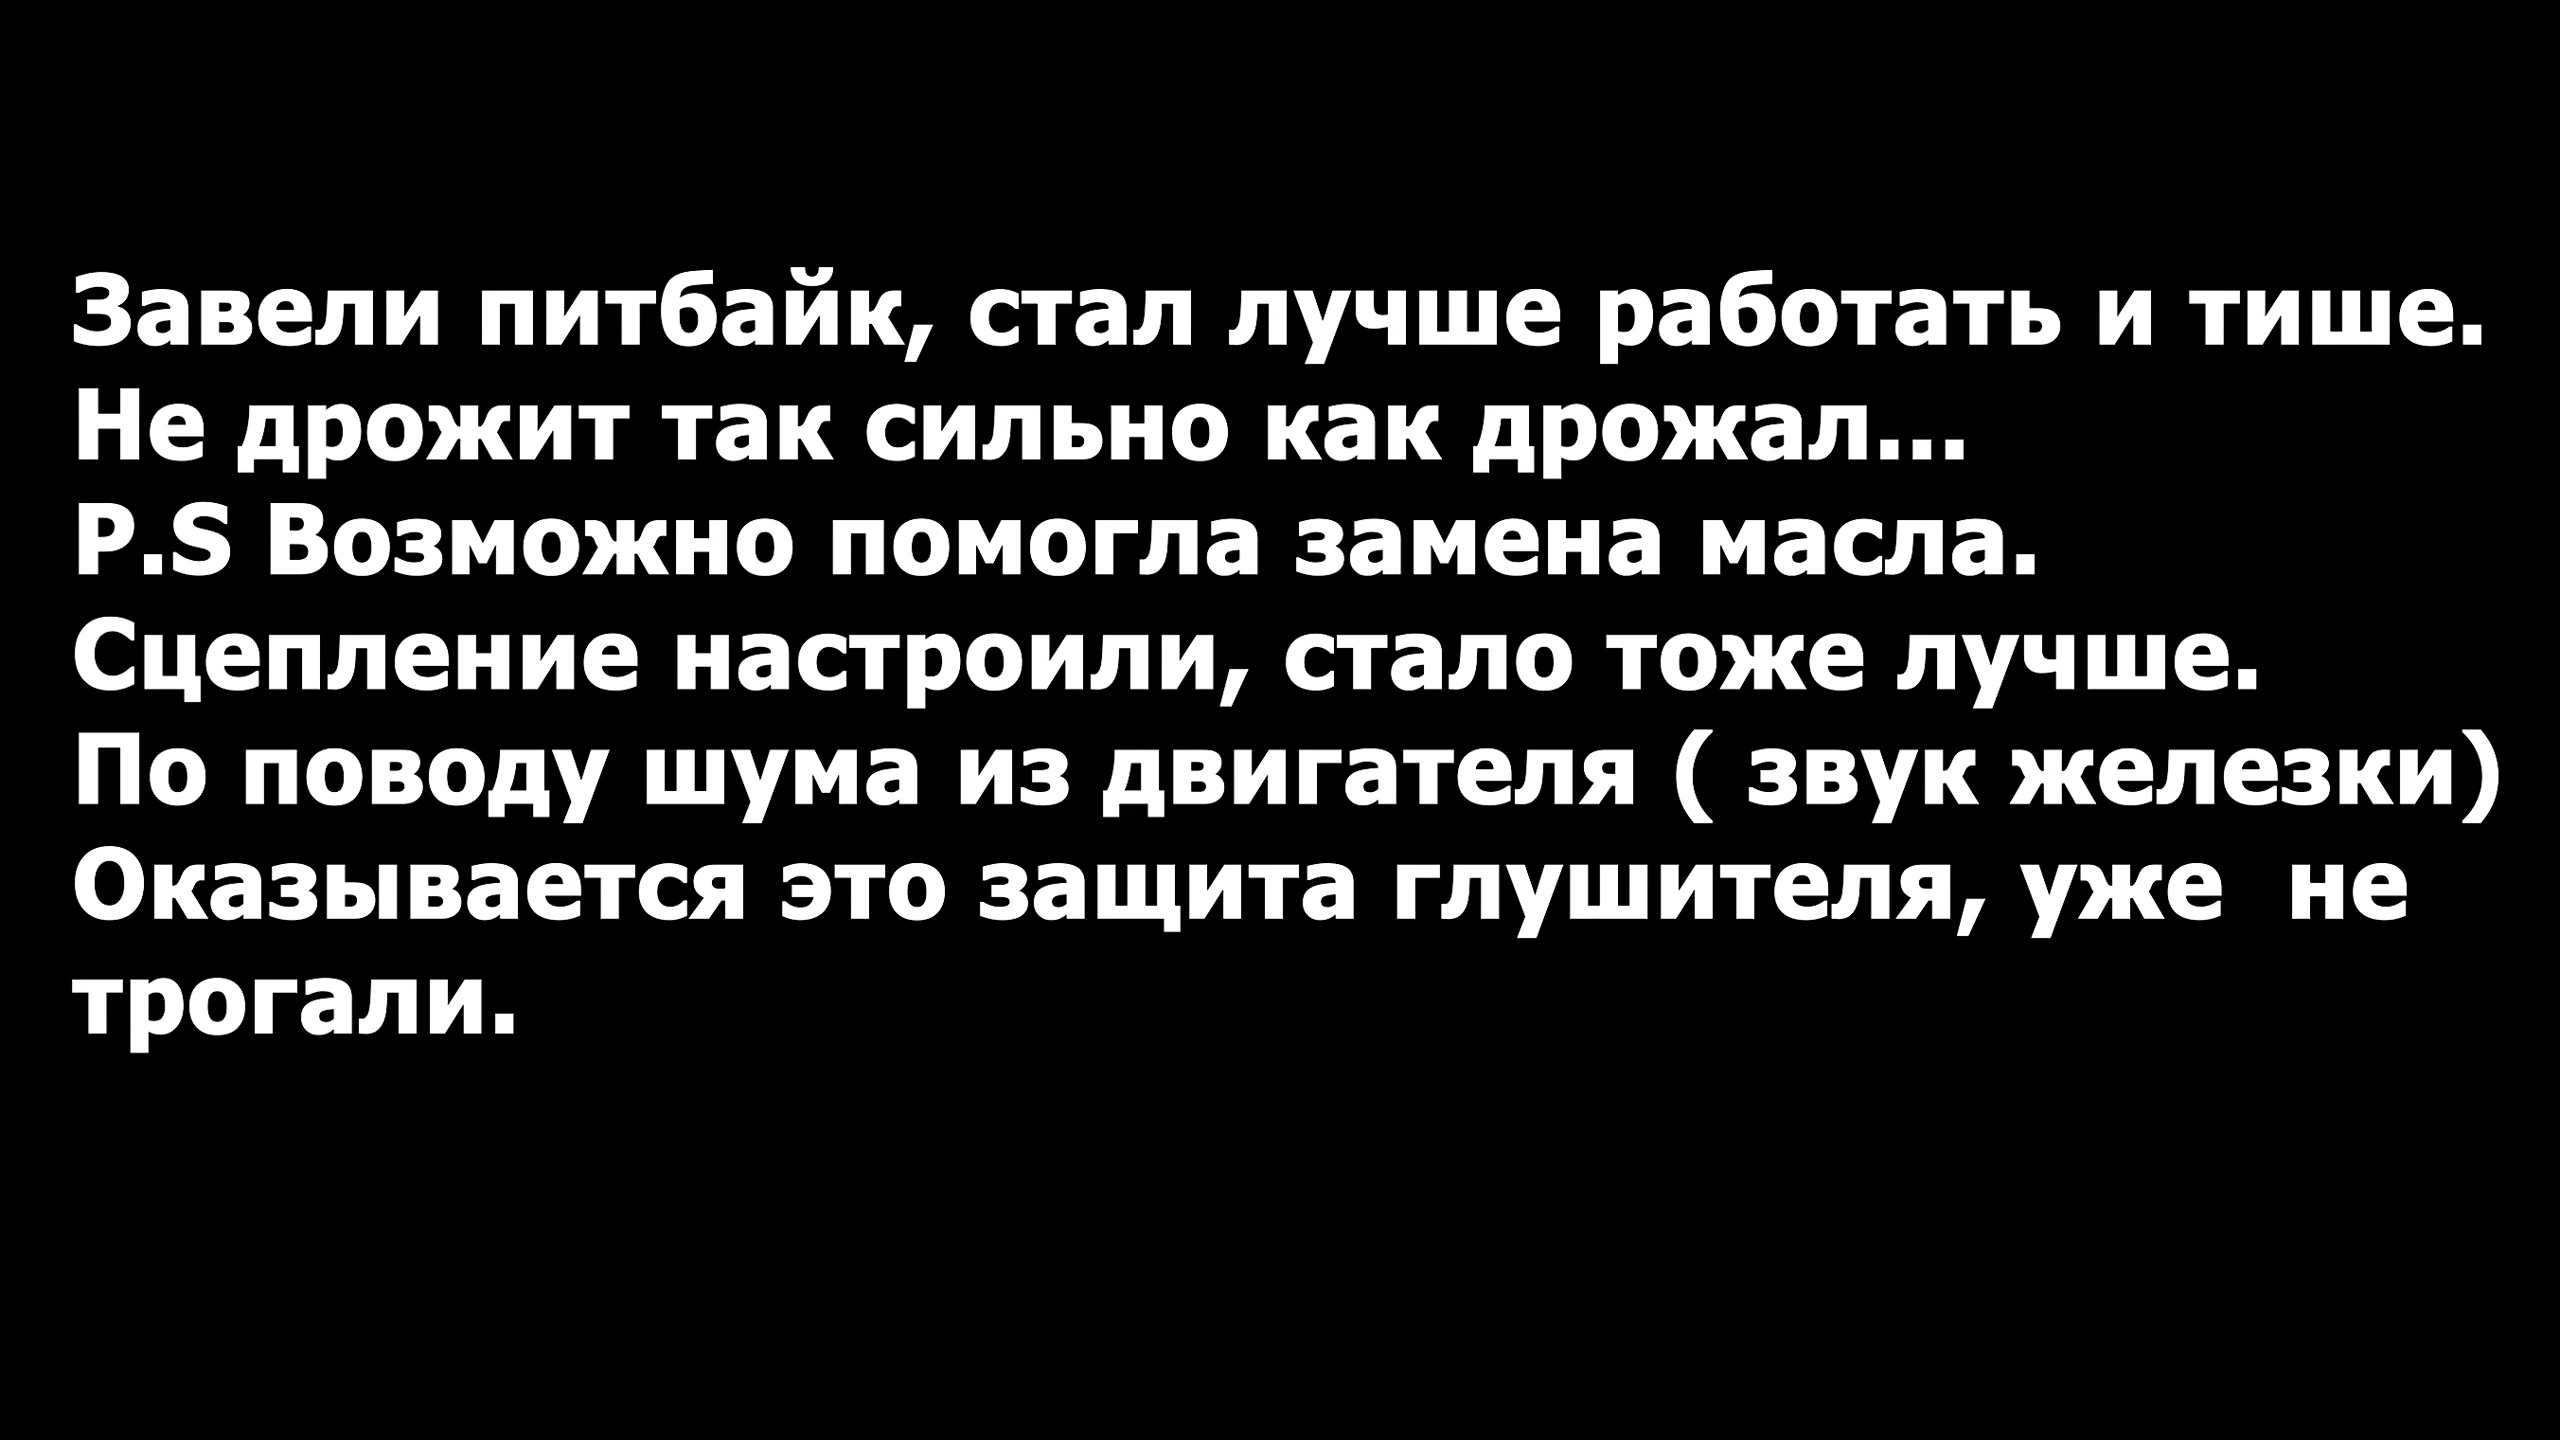 Завели питбайк, стал лучше работать и тише.
Не дрожит так сильно как дрожал...
P.S Возможно помогла замена масла.
Сцепление настроили, стало тоже лучше.
По поводу шума из двигателя ( звук железки)
Оказывается это защита глушителя, уже  не
трогали.